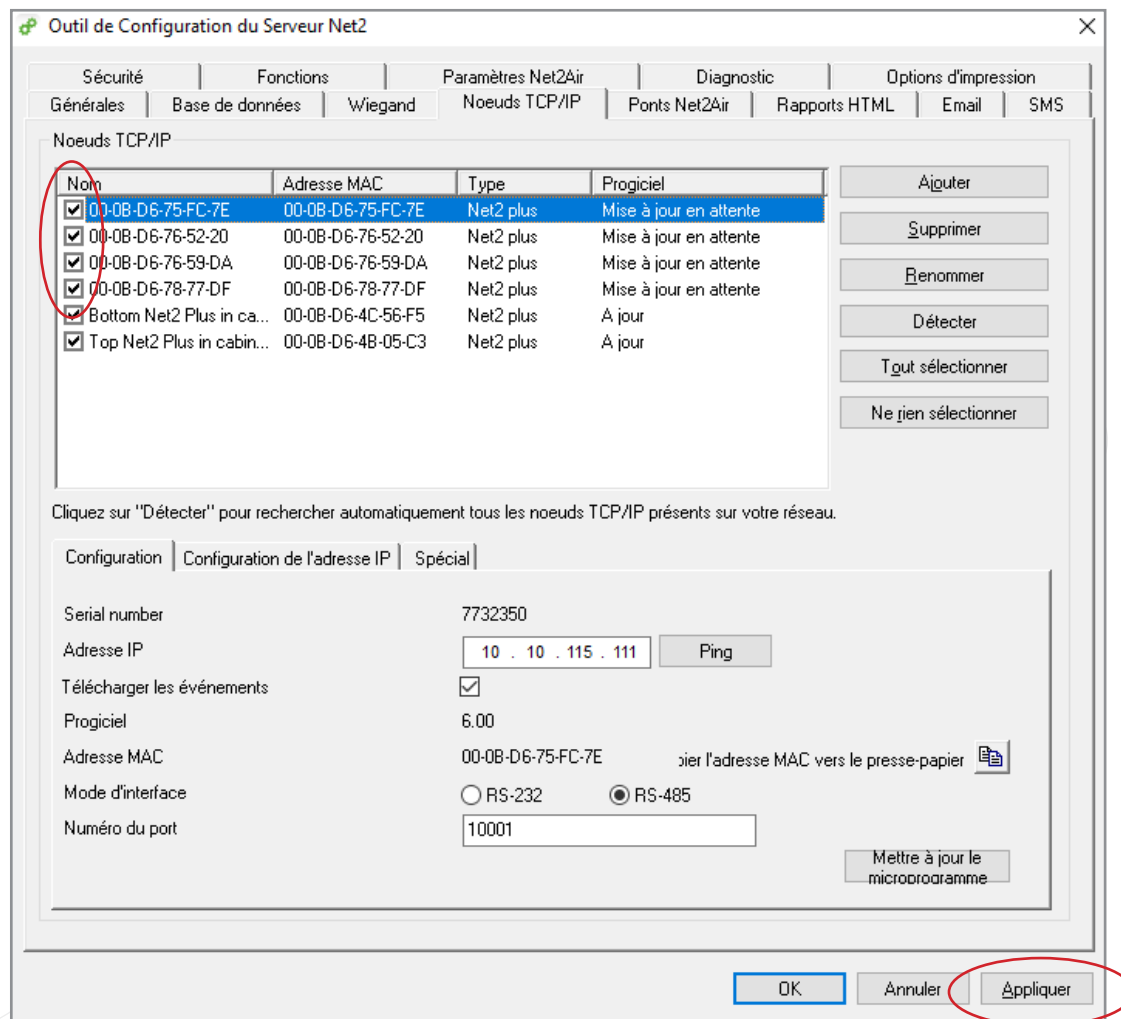 Outil de Configuration du Serveur Net2
Sécurité Fonctions Paramètres Net2Air Diagnostic Options d'impression
Générales Base de données Wiegand Noeuds TCP/IP Ponts Net2Air Rapports HTML Email SMS
Noeuds TCP/IP
Nom Adresse MAC Type Progiciel
00-0B-D6-75-FC-7E 00-0B-D6-75-FC-7E Net2 plus Mise à jour en attente
00-0B-D6-76-52-20 00-0B-D6-76-52-20 Net2 plus Mise à jour en attente
00-0B-D6-76-59-DA 00-0B-D6-76-59-DA Net2 plus Mise à jour en attente
00-0B-D6-78-77-DF 00-0B-D6-78-77-DF Net2 plus Mise à jour en attente
Bottom Net2 Plus in ca... 00-0B-D6-4C-56-F5 Net2 plus A jour
Top Net2 Plus in cabin... 00-0B-D6-4B-05-C3 Net2 plus A jour
Ajouter
Supprimer
Renommer
Détecter
Tout sélectionner
Ne rien sélectionner
Cliquez sur "Détecter" pour rechercher automatiquement tous les noeuds TCP/IP présents sur votre réseau.
Configuration Configuration de l'adresse IP Spécial
Serial number 7732350
Adresse IP 10 . 10 . 115 . 111 Ping
Télécharger les événements
Progiciel 6.00
Adresse MAC 00-0B-D6-75-FC-7E pier l'adresse MAC vers le presse-papier
Mode d'interface RS-232 RS-485
Numéro du port 10001
Mettre à jour le
microprogramme
OK Annuler Appliquer